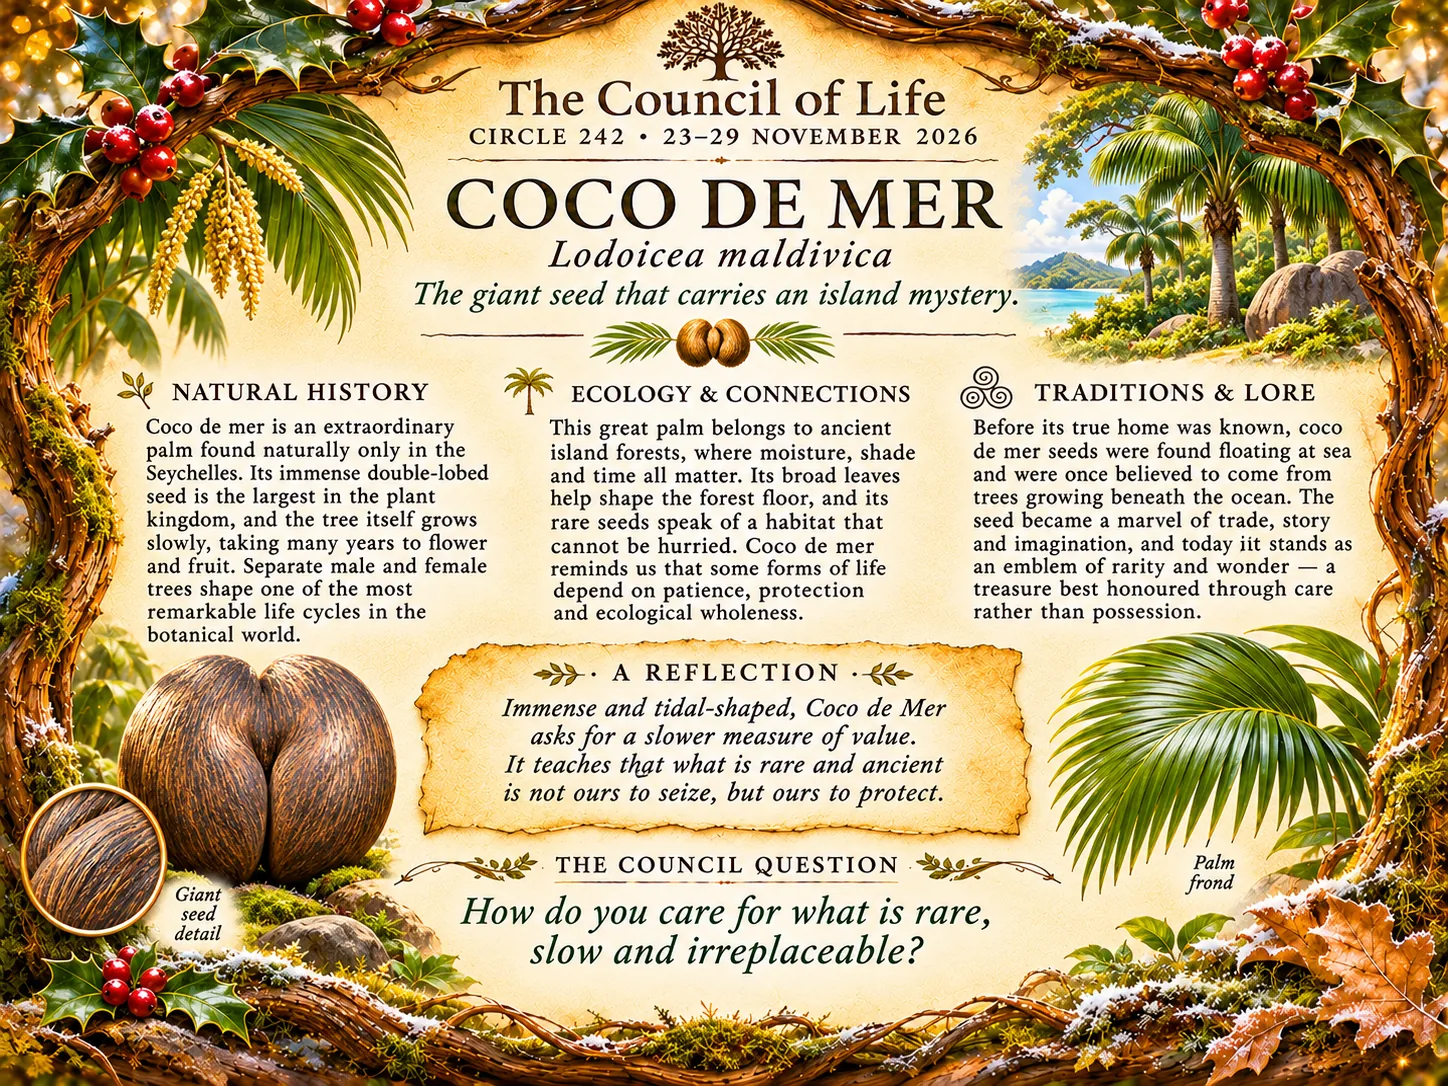 The Council of Life
CIRCLE 242 • 23–29 NOVEMBER 2026
COCO DE MER
Lodoicea maldivica
The giant seed that carries an island mystery.
NATURAL HISTORY
Coco de mer is an extraordinary
palm found naturally only in the
Seychelles. Its immense double-lobed
seed is the largest in the plant
kingdom, and the tree itself grows
slowly, taking many years to flower
and fruit. Separate male and female
trees shape one of the most
remarkable life cycles in the
botanical world.
ECOLOGY & CONNECTIONS
This great palm belongs to ancient
island forests, where moisture, shade
and time all matter. Its broad leaves
help shape the forest floor, and its
rare seeds speak of a habitat that
cannot be hurried. Coco de mer
reminds us that some forms of life
depend on patience, protection
and ecological wholeness.
TRADITIONS & LORE
Before its true home was known, coco
de mer seeds were found floating at sea
and were once believed to come from
trees growing beneath the ocean. The
seed became a marvel of trade, story
and imagination, and today iit stands as
an emblem of rarity and wonder — a
treasure best honoured through care
rather than possession.
A REFLECTION
Immense and tidal-shaped, Coco de Mer
asks for a slower measure of value.
It teaches that what is rare and ancient
is not ours to seize, but ours to protect.
Giant
seed
detail
Palm
frond
THE COUNCIL QUESTION
How do you care for what is rare,
slow and irreplaceable?